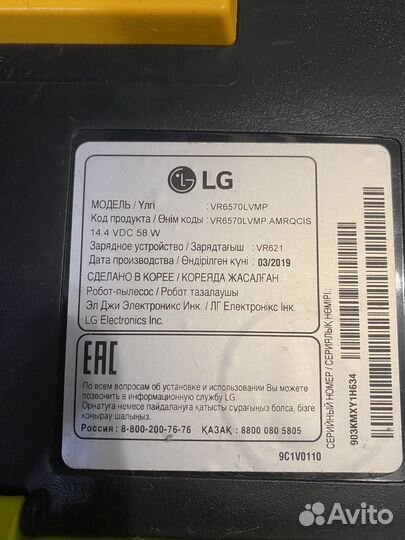 LG
МОДЕЛЬ / Үлгі : VR6570LVMP
Код продукта / Өнім коды : VR6570LVMP.AMRQCIS
14.4 VDC 58 W
Зарядное устройство / Зарядтағыш : VR621
Дата производства / Өндірілген күні : 03/2019
СДЕЛАНО В КОРЕЕ / КОРЕЯДА ЖАСАЛҒАН
Робот-пылесос / Робот тазалаушы
Эл Джи Электроникс Инк. / ЛГ Електронікс Інк.
LG Electronics Inc.
EAC
По всем вопросам об установке и использовании Вы можете
позвонить в информационную службу LG.
Орнатуға немесе пайдалануға қатысты сұрағыңыз болса, бізге
қоңырау шалыңыз.
Россия : 8-800-200-76-76 ҚАЗАҚ : 8800 080 5805
9C1V0110
СЕРИЙНЫЙ НОМЕР / СЕРИЯЛЫҚ НӨМІРІ.:
903KMXY11H634
Avito